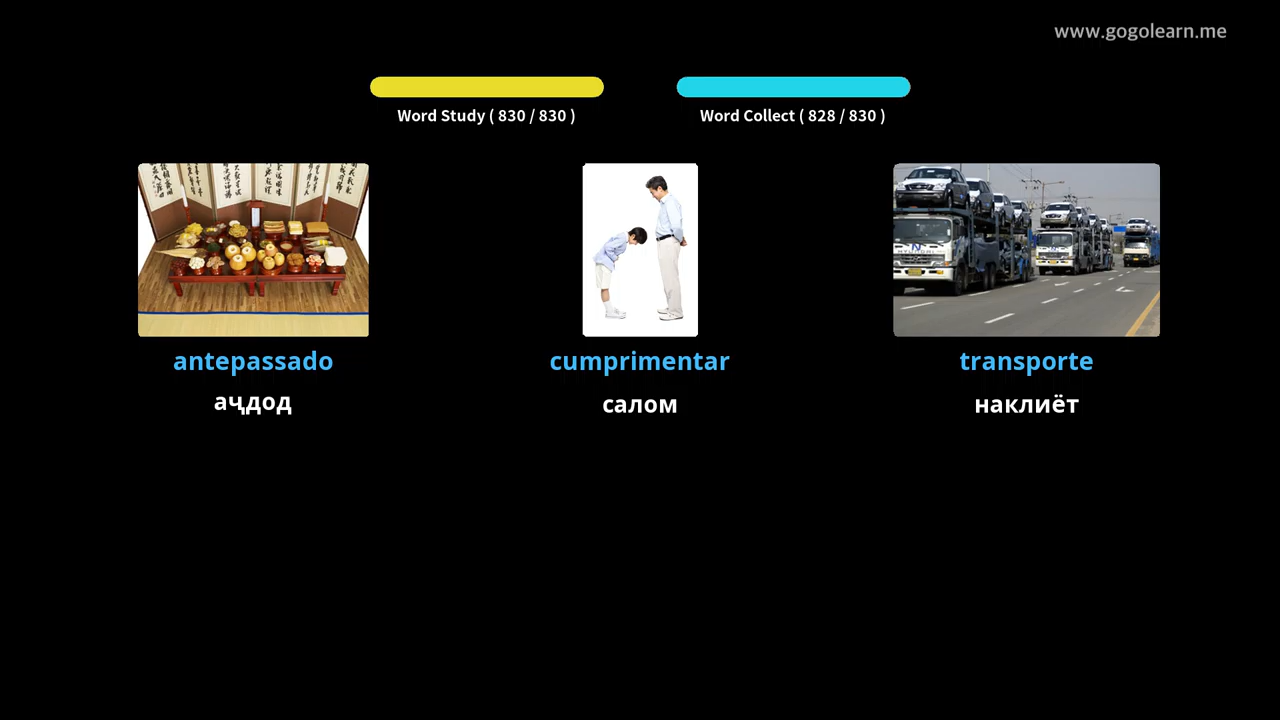 www.gogolearn.me
Word Study ( 830 / 830 )
Word Collect ( 828 / 830 )
antepassado
cumprimentar
transporte
аҷдод
салом
наклиёт